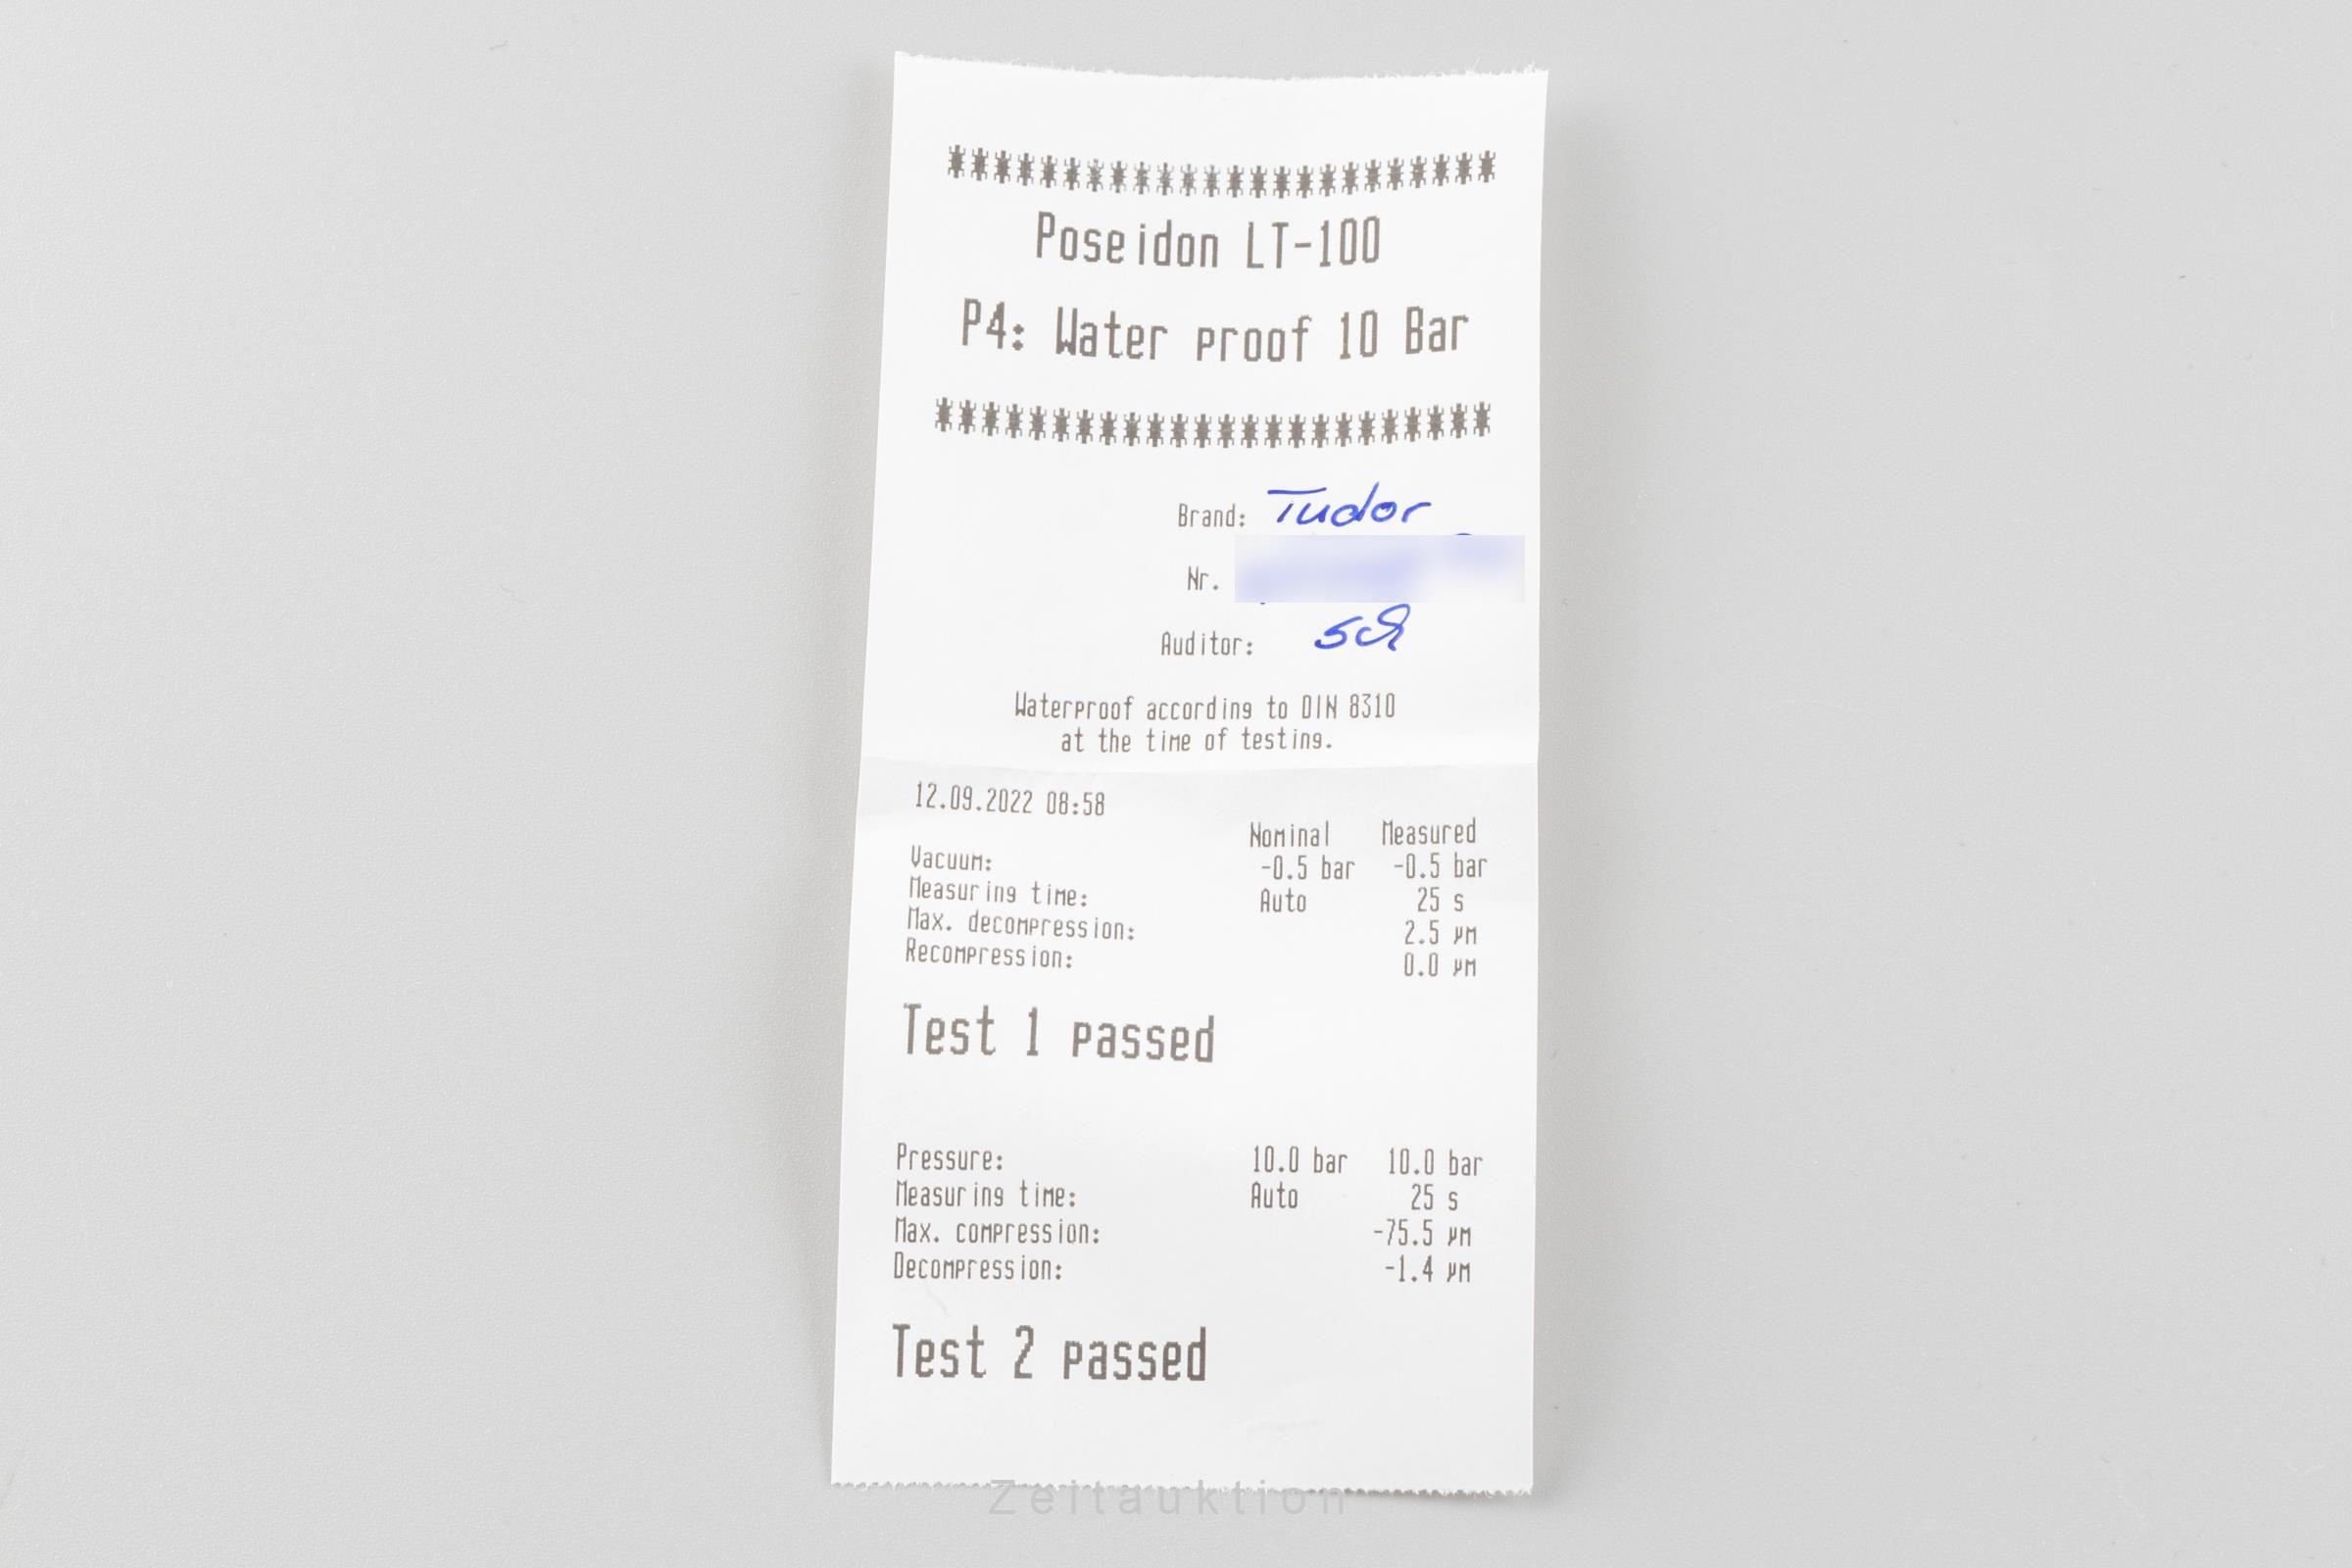 ************************
Poseidon LT-100
P4: Water proof 10 Bar
************************
Brand: Tudor
Nr.
Auditor: Sch
Waterproof according to DIN 8310
at the time of testing.
12.09.2022 08:58
Nominal Measured
Vacuum: -0.5 bar -0.5 bar
Measuring time: Auto 25 s
Max. decompression: 2.5 µm
Recompression: 0.0 µm
Test 1 passed
Pressure: 10.0 bar 10.0 bar
Measuring time: Auto 25 s
Max. compression: -75.5 µm
Decompression: -1.4 µm
Test 2 passed
Zeitauktion